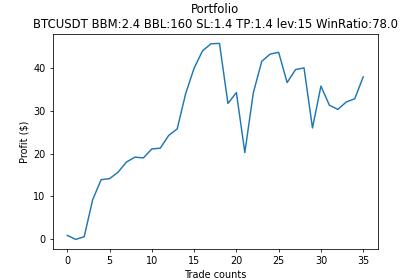 Portfolio
BTCUSDT BBM:2.4 BBL:160 SL:1.4 TP:1.4 lev:15 WinRatio:78.0
Profit ($)
40
30
20
10
0
0 5 10 15 20 25 30 35
Trade counts